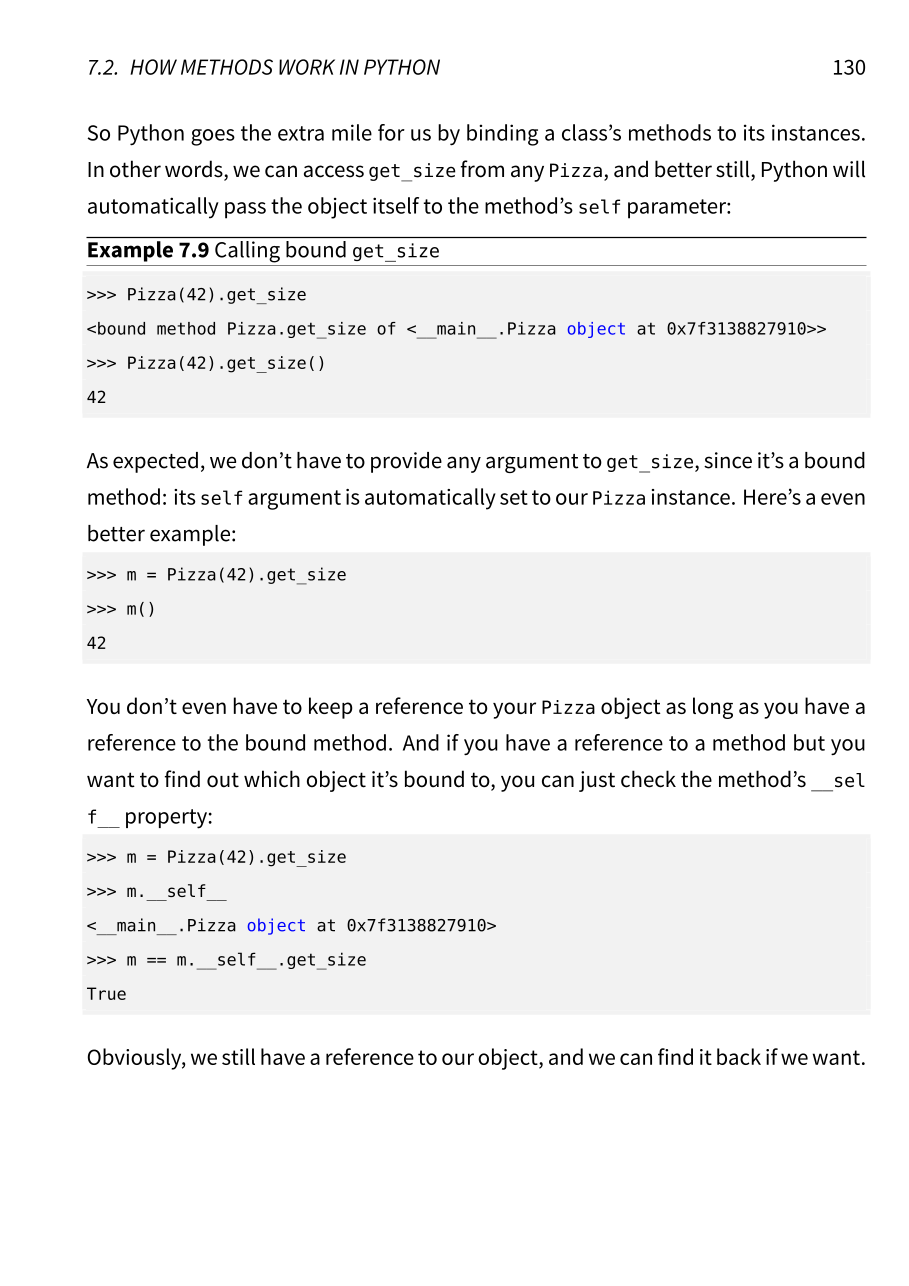 7.2. HOW METHODS WORK IN PYTHON 130
So Python goes the extra mile for us by binding a class’s methods to its instances.
In other words, we can access get_size from any Pizza, and better still, Python will
automatically pass the object itself to the method’s self parameter:
Example 7.9 Calling bound get_size
>>> Pizza(42).get_size
<bound method Pizza.get_size of <__main__.Pizza object at 0x7f3138827910>>
>>> Pizza(42).get_size()
42
As expected, we don’t have to provide any argument to get_size, since it’s a bound
method: its self argument is automatically set to our Pizza instance. Here’s a even
better example:
>>> m = Pizza(42).get_size
>>> m()
42
You don’t even have to keep a reference to your Pizza object as long as you have a
reference to the bound method. And if you have a reference to a method but you
want to find out which object it’s bound to, you can just check the method’s __sel
f__ property:
>>> m = Pizza(42).get_size
>>> m.__self__
<__main__.Pizza object at 0x7f3138827910>
>>> m == m.__self__.get_size
True
Obviously, we still have a reference to our object, and we can find it back if we want.